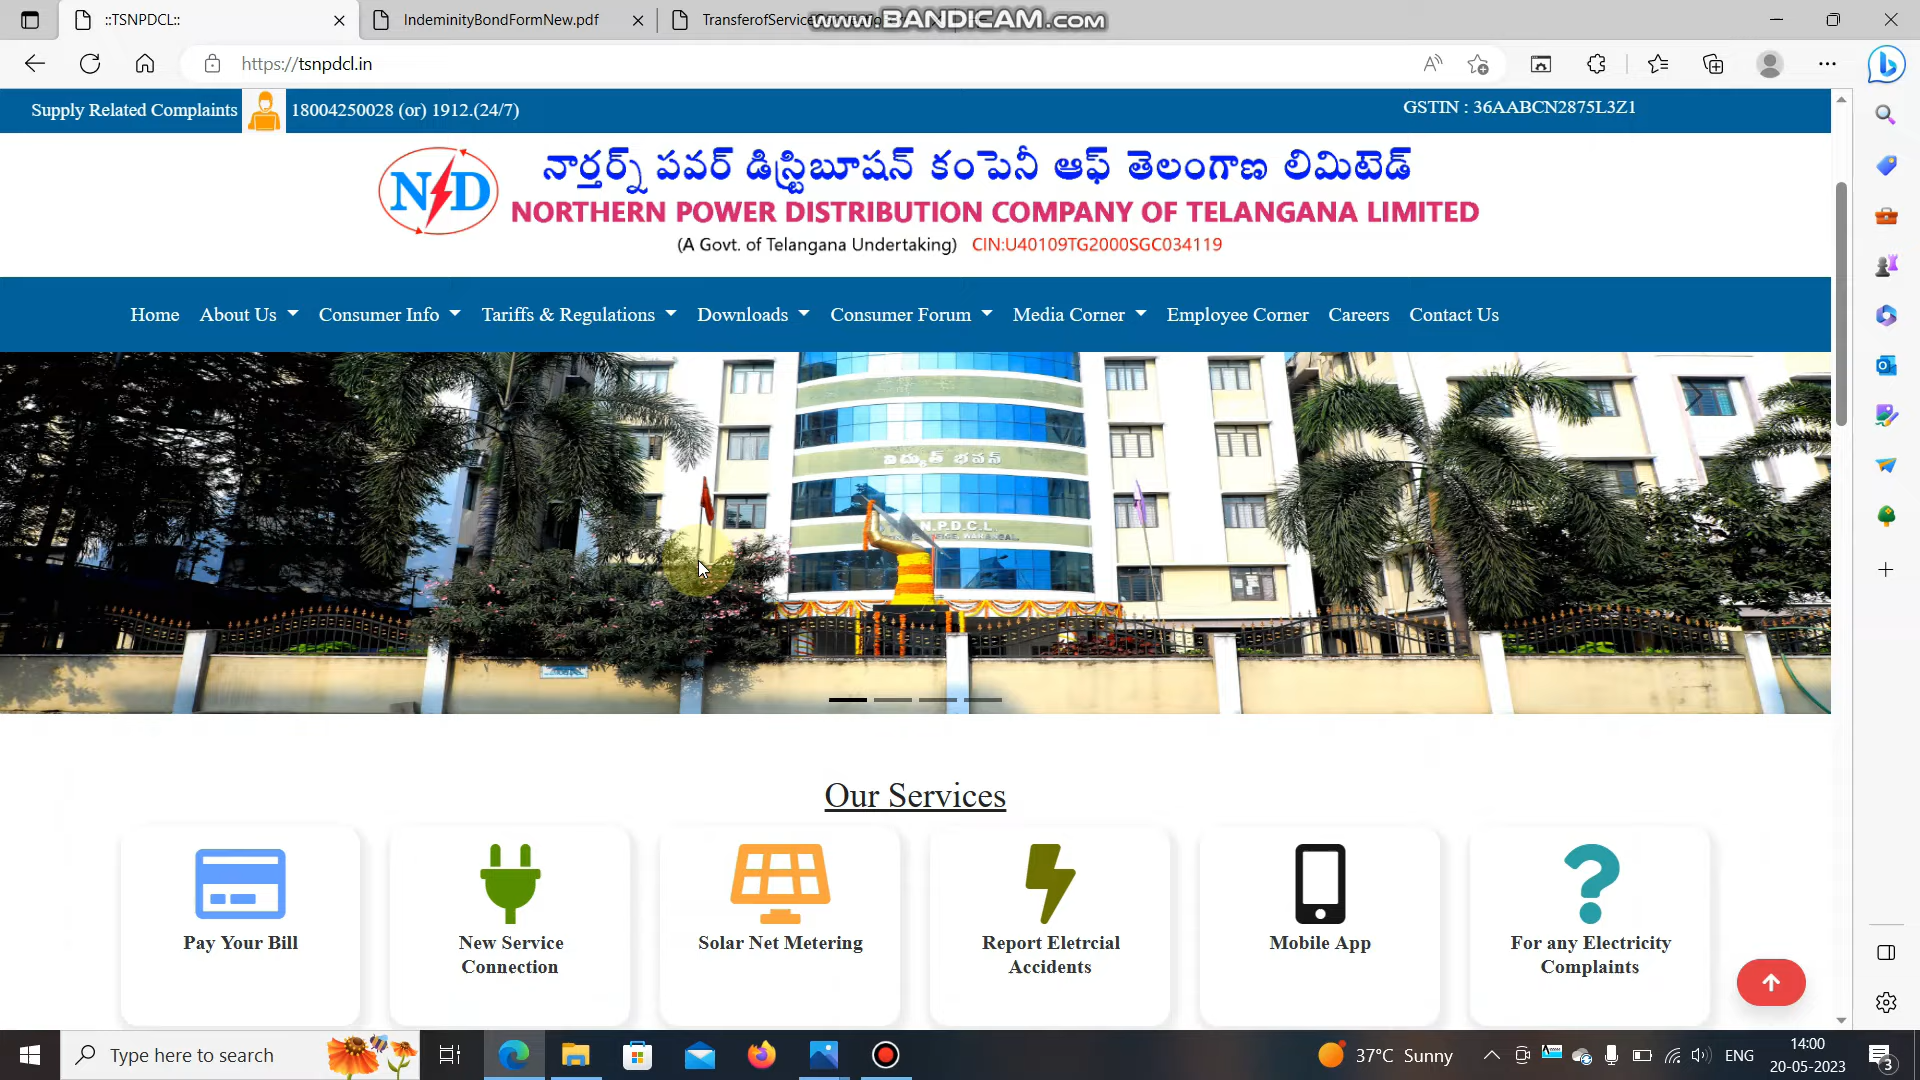 ::TSNPDCL::
IndeminityBondFormNew.pdf
TransferofService
www.BANDICAM.com
https://tsnpdcl.in
Supply Related Complaints 18004250028 (or) 1912.(24/7)
GSTIN : 36AABCN2875L3Z1
ND
నార్తర్న్ పవర్ డిస్ట్రిబూషన్ కంపెనీ ఆఫ్ తెలంగాణ లిమిటెడ్
NORTHERN POWER DISTRIBUTION COMPANY OF TELANGANA LIMITED
(A Govt. of Telangana Undertaking) CIN:U40109TG2000SGC034119
Home About Us Consumer Info Tariffs & Regulations Downloads Consumer Forum Media Corner Employee Corner Careers Contact Us
విద్యుత్ భవన్
N.P.D.C.L
Our Services
Pay Your Bill
New Service
Connection
Solar Net Metering
Report Eletrcial
Accidents
Mobile App
For any Electricity
Complaints
Type here to search
37°C Sunny
ENG
14:00
20-05-2023
3